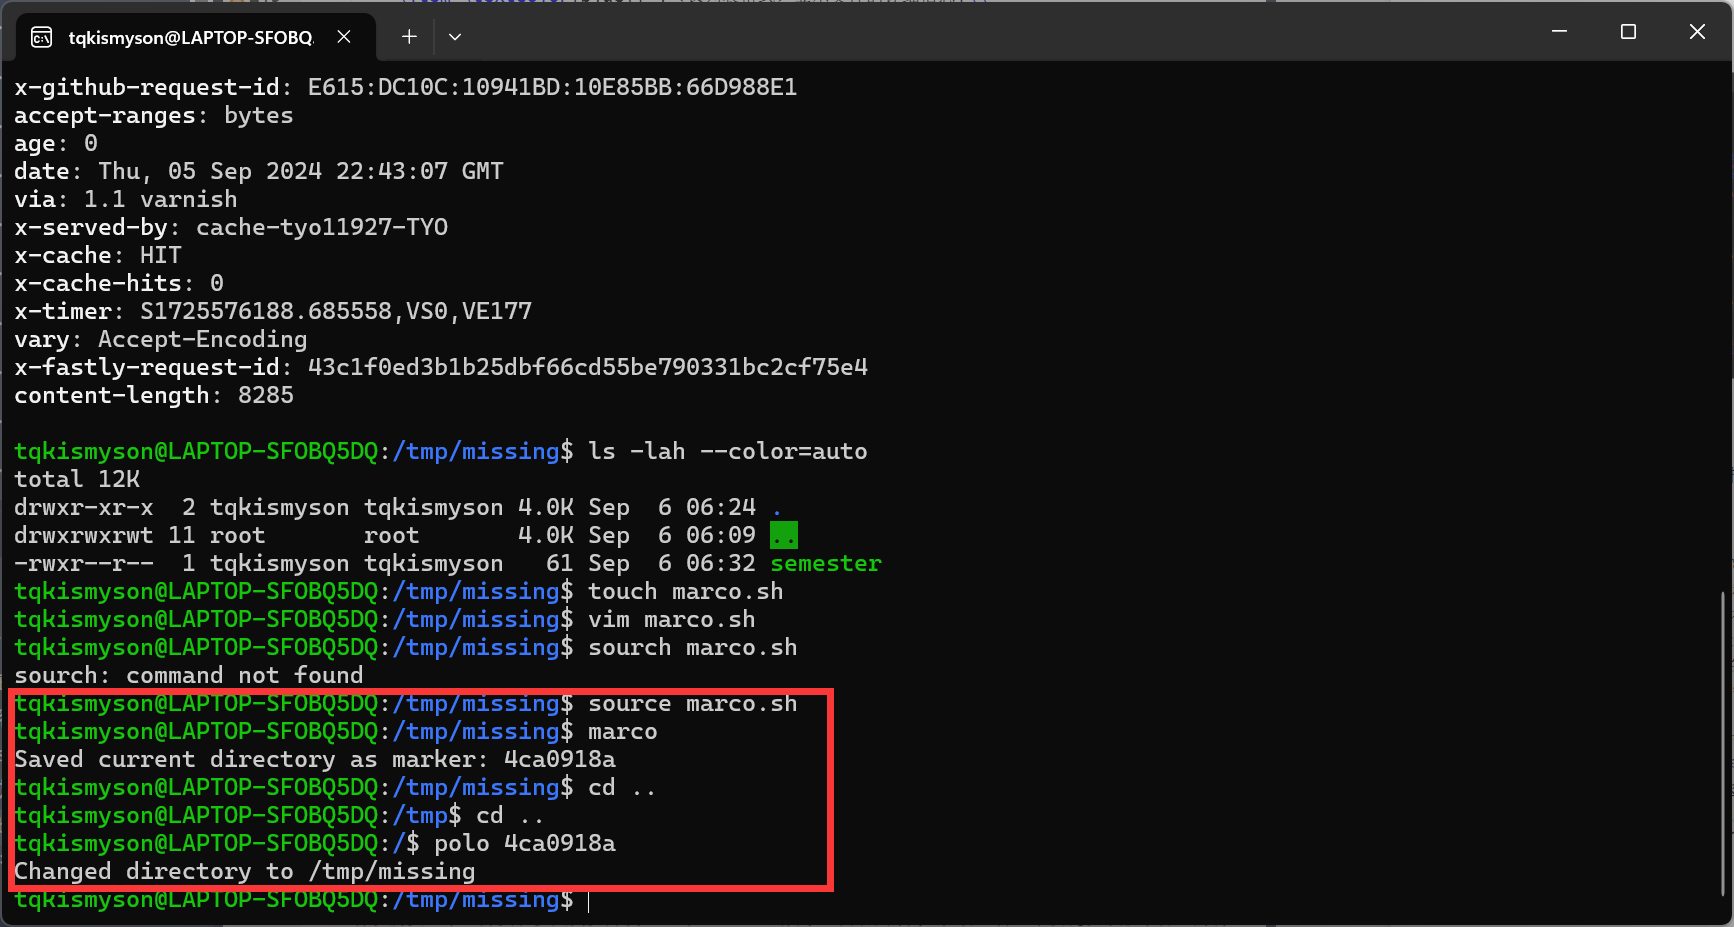 tqkismyson@LAPTOP-SFOBQ
x-github-request-id: E615:DC10C:10941BD:10E85BB:66D988E1
accept-ranges: bytes
age: 0
date: Thu, 05 Sep 2024 22:43:07 GMT
via: 1.1 varnish
x-served-by: cache-tyo11927-TYO
x-cache: HIT
x-cache-hits: 0
x-timer: S1725576188.685558,VS0,VE177
vary: Accept-Encoding
x-fastly-request-id: 43c1f0ed3b1b25dbf66cd55be790331bc2cf75e4
content-length: 8285
tqkismyson@LAPTOP-SFOBQ5DQ:/tmp/missing$ ls -lah --color=auto
total 12K
drwxr-xr-x  2 tqkismyson tqkismyson 4.0K Sep  6 06:24 .
drwxrwxrwt 11 root       root       4.0K Sep  6 06:09 ..
-rwxr--r--  1 tqkismyson tqkismyson   61 Sep  6 06:32 semester
tqkismyson@LAPTOP-SFOBQ5DQ:/tmp/missing$ touch marco.sh
tqkismyson@LAPTOP-SFOBQ5DQ:/tmp/missing$ vim marco.sh
tqkismyson@LAPTOP-SFOBQ5DQ:/tmp/missing$ sourch marco.sh
sourch: command not found
tqkismyson@LAPTOP-SFOBQ5DQ:/tmp/missing$ source marco.sh
tqkismyson@LAPTOP-SFOBQ5DQ:/tmp/missing$ marco
Saved current directory as marker: 4ca0918a
tqkismyson@LAPTOP-SFOBQ5DQ:/tmp/missing$ cd ..
tqkismyson@LAPTOP-SFOBQ5DQ:/tmp$ cd ..
tqkismyson@LAPTOP-SFOBQ5DQ:/$ polo 4ca0918a
Changed directory to /tmp/missing
tqkismyson@LAPTOP-SFOBQ5DQ:/tmp/missing$